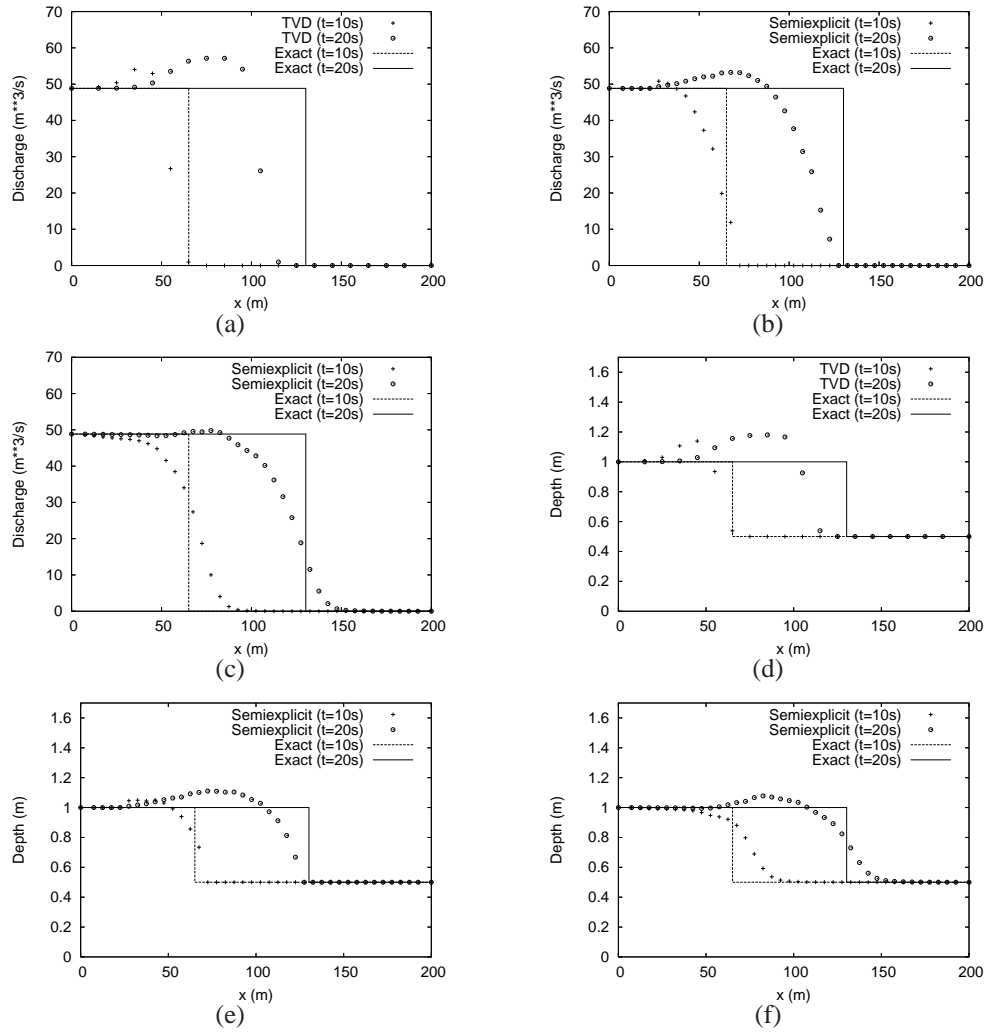 TVD (t=10s)
TVD (t=20s)
Exact (t=10s)
Exact (t=20s)
Discharge (m**3/s)
70
60
50
40
30
20
10
0
0 50 100 150 200
x (m)
(a)
Semiexplicit (t=10s)
Semiexplicit (t=20s)
Exact (t=10s)
Exact (t=20s)
Discharge (m**3/s)
70
60
50
40
30
20
10
0
0 50 100 150 200
x (m)
(b)
Semiexplicit (t=10s)
Semiexplicit (t=20s)
Exact (t=10s)
Exact (t=20s)
Discharge (m**3/s)
70
60
50
40
30
20
10
0
0 50 100 150 200
x (m)
(c)
TVD (t=10s)
TVD (t=20s)
Exact (t=10s)
Exact (t=20s)
Depth (m)
1.6
1.4
1.2
1
0.8
0.6
0.4
0.2
0
0 50 100 150 200
x (m)
(d)
Semiexplicit (t=10s)
Semiexplicit (t=20s)
Exact (t=10s)
Exact (t=20s)
Depth (m)
1.6
1.4
1.2
1
0.8
0.6
0.4
0.2
0
0 50 100 150 200
x (m)
(e)
Semiexplicit (t=10s)
Semiexplicit (t=20s)
Exact (t=10s)
Exact (t=20s)
Depth (m)
1.6
1.4
1.2
1
0.8
0.6
0.4
0.2
0
0 50 100 150 200
x (m)
(f)